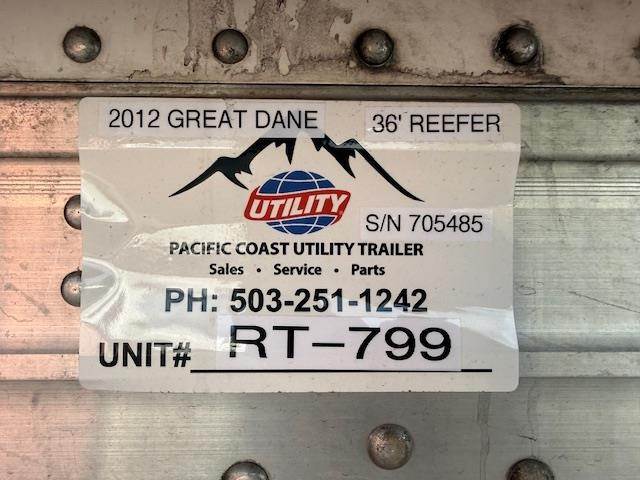 2012 GREAT DANE 36' REEFER
UTILITY
S/N 705485
PACIFIC COAST UTILITY TRAILER
Sales • Service • Parts
PH: 503-251-1242
UNIT# RT-799